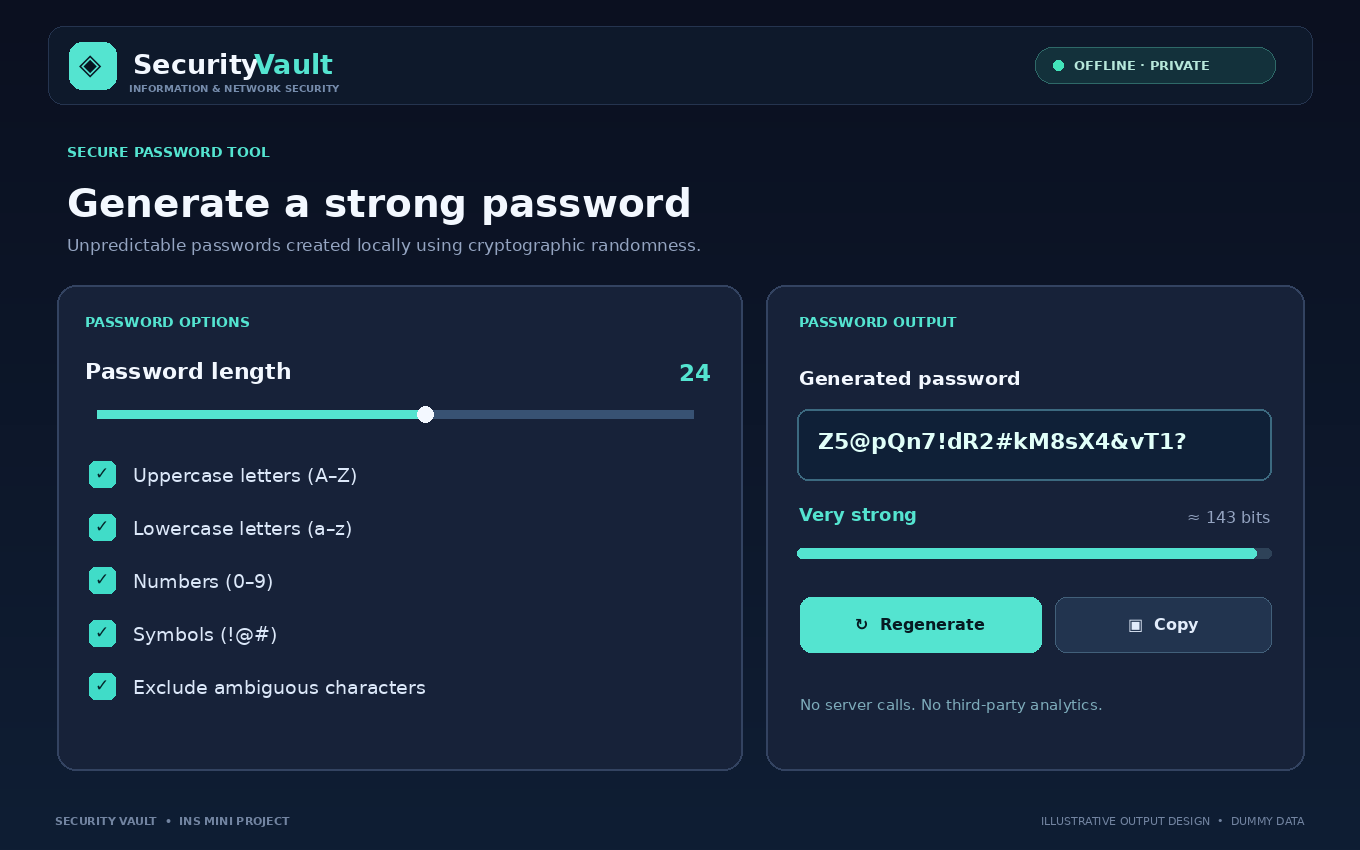 SecurityVault
INFORMATION & NETWORK SECURITY
OFFLINE · PRIVATE
SECURE PASSWORD TOOL
Generate a strong password
Unpredictable passwords created locally using cryptographic randomness.
PASSWORD OPTIONS
Password length 24
✓ Uppercase letters (A–Z)
✓ Lowercase letters (a–z)
✓ Numbers (0–9)
✓ Symbols (!@#)
✓ Exclude ambiguous characters
PASSWORD OUTPUT
Generated password
Z5@pQn7!dR2#kM8sX4&vT1?
Very strong ≈ 143 bits
↻ Regenerate
▣ Copy
No server calls. No third-party analytics.
SECURITY VAULT • INS MINI PROJECT
ILLUSTRATIVE OUTPUT DESIGN • DUMMY DATA